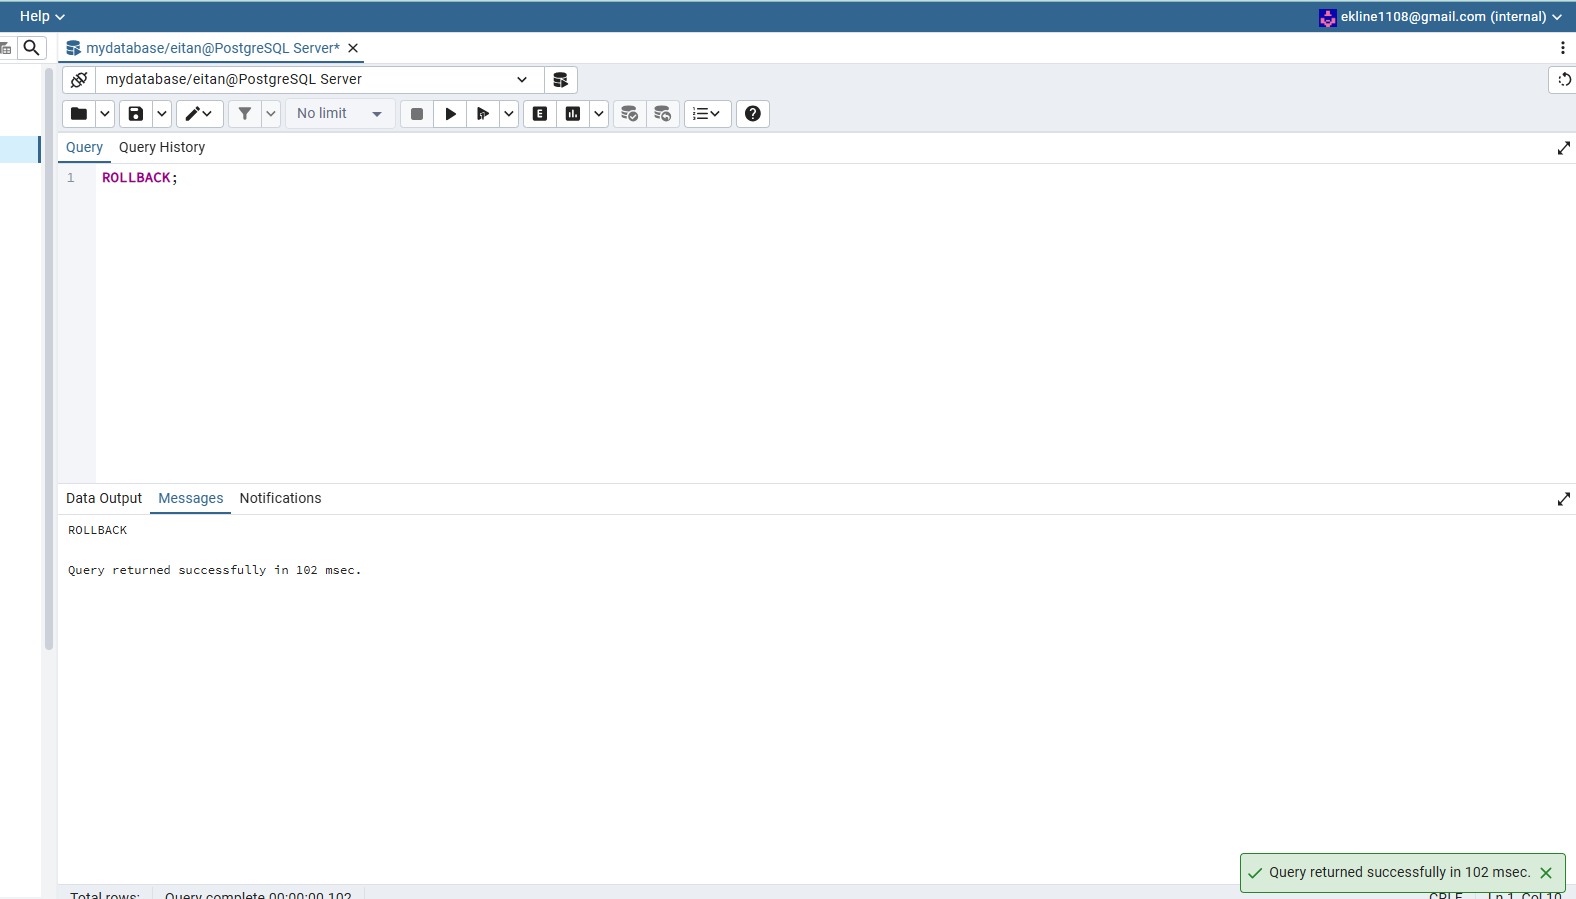 Help
ekline1108@gmail.com (internal)
mydatabase/eitan@PostgreSQL Server*
mydatabase/eitan@PostgreSQL Server
No limit
E
Query Query History
1 ROLLBACK;
Data Output Messages Notifications
ROLLBACK
Query returned successfully in 102 msec.
Query returned successfully in 102 msec.
Total rows: Query complete 00:00:00.102 CRLF Ln 1, Col 10